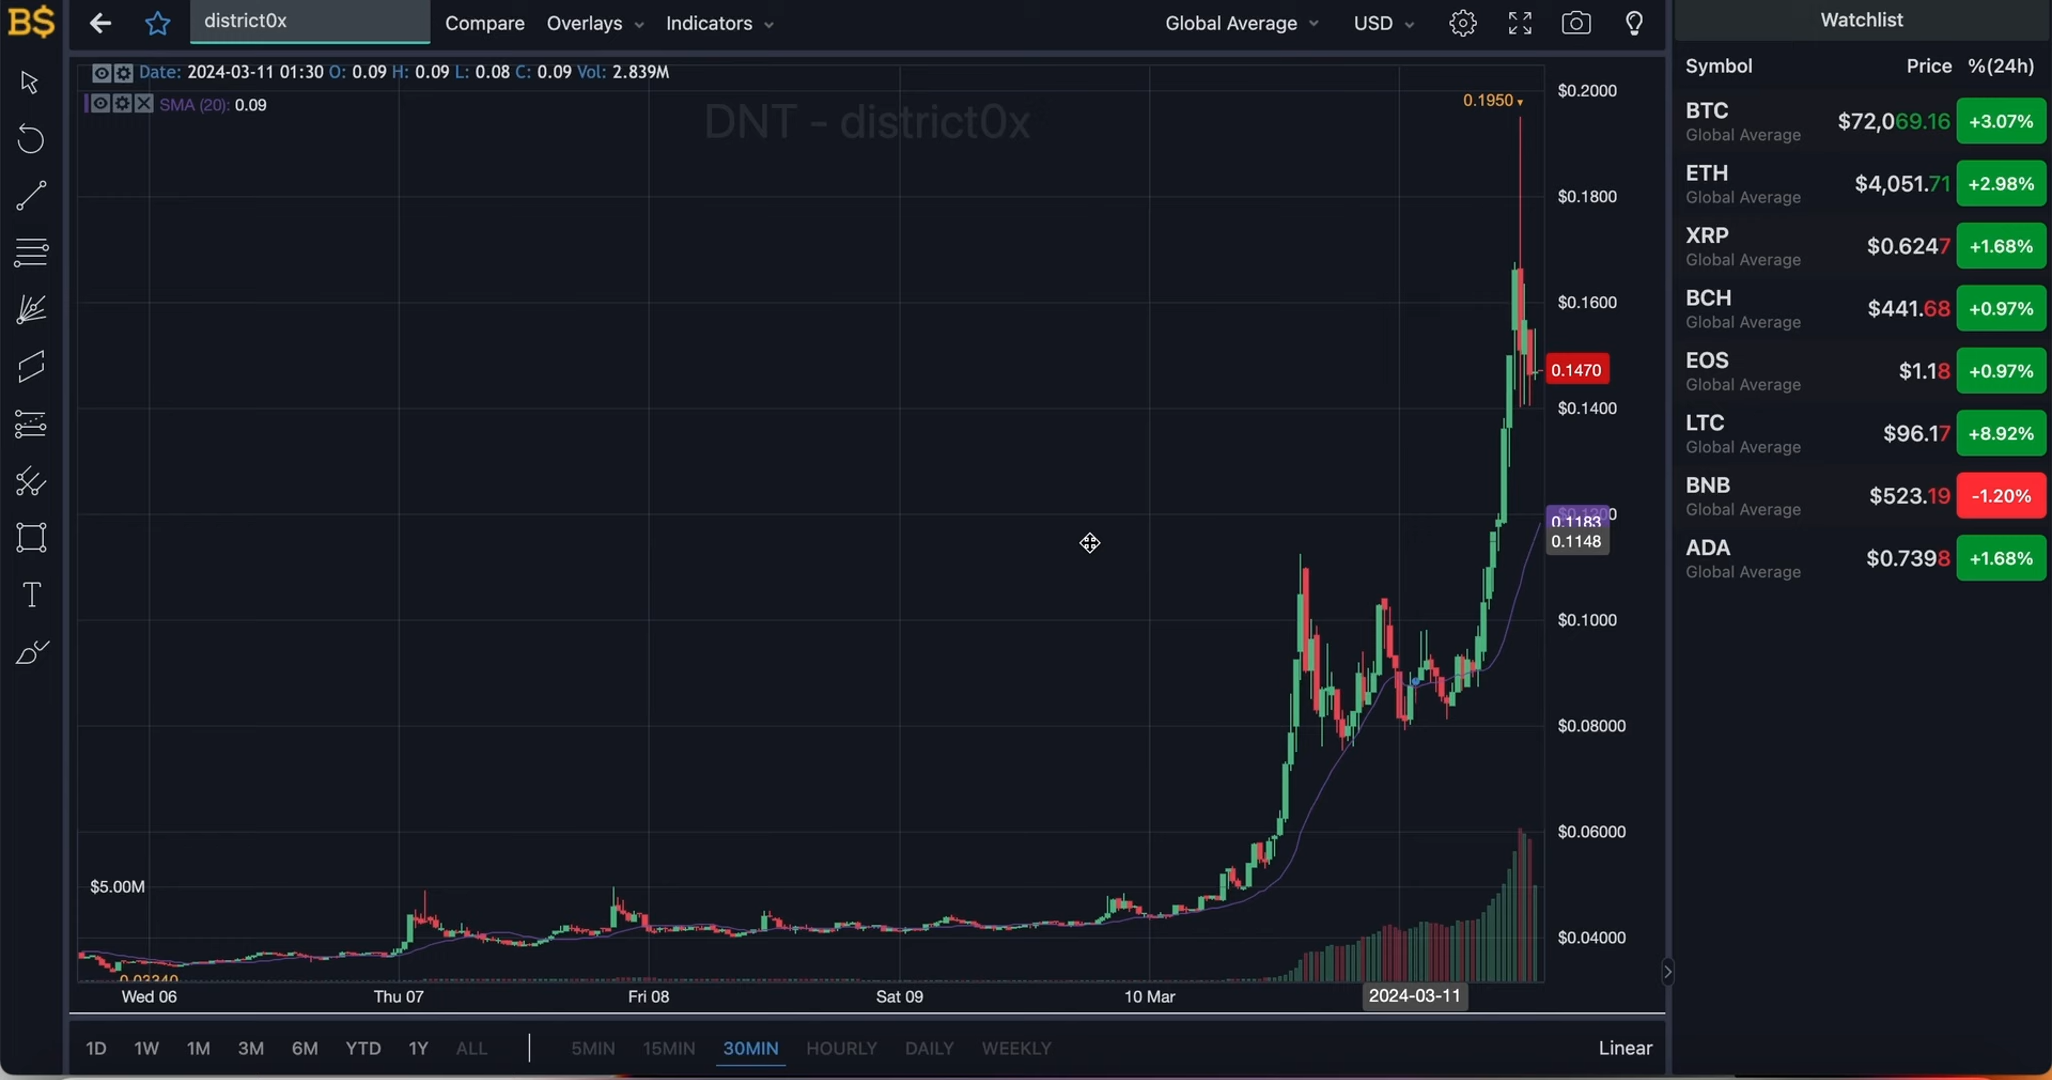 B$
district0x
Compare
Overlays
Indicators
Global Average
USD
Date: 2024-03-11 01:30 O: 0.09 H: 0.09 L: 0.08 C: 0.09 Vol: 2.839M
SMA (20): 0.09
DNT - district0x
0.1950
$0.2000
$0.1800
$0.1600
0.1470
$0.1400
$0.1200
0.1183
0.1148
$0.1000
$0.08000
$0.06000
$5.00M
$0.04000
0.03340
Wed 06
Thu 07
Fri 08
Sat 09
10 Mar
2024-03-11
1D
1W
1M
3M
6M
YTD
1Y
ALL
5MIN
15MIN
30MIN
HOURLY
DAILY
WEEKLY
Linear
Watchlist
Symbol Price %(24h)
BTC $72,069.16 +3.07%
Global Average
ETH $4,051.71 +2.98%
Global Average
XRP $0.6247 +1.68%
Global Average
BCH $441.68 +0.97%
Global Average
EOS $1.18 +0.97%
Global Average
LTC $96.17 +8.92%
Global Average
BNB $523.19 -1.20%
Global Average
ADA $0.7398 +1.68%
Global Average